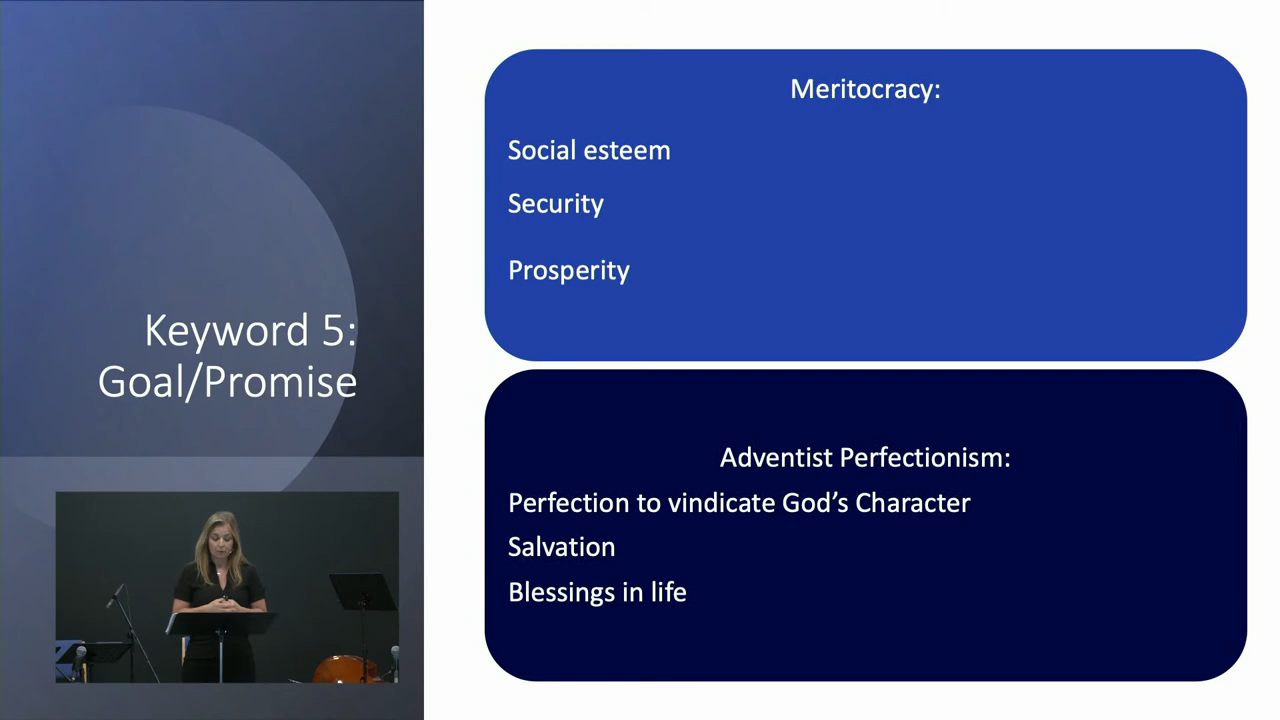 Keyword 5:
Goal/Promise
Meritocracy:
Social esteem
Security
Prosperity
Adventist Perfectionism:
Perfection to vindicate God’s Character
Salvation
Blessings in life